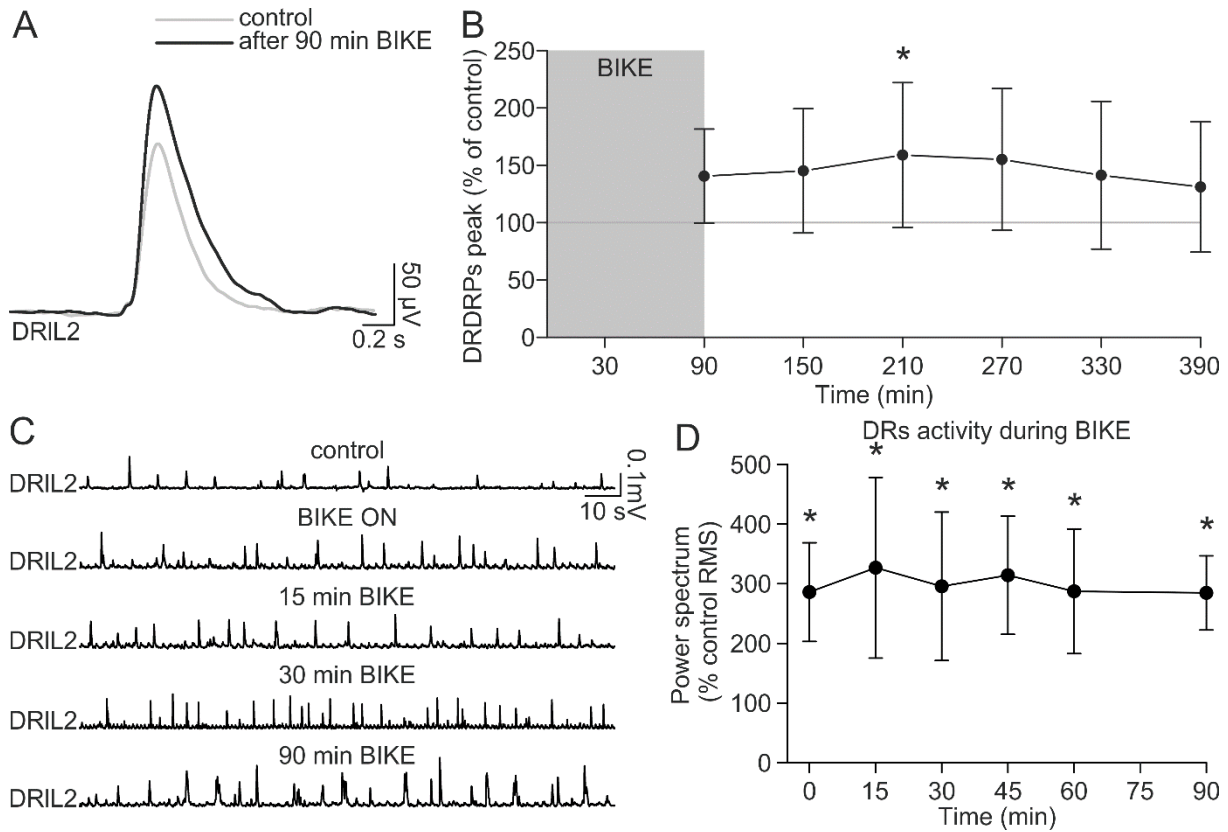 A
control
after 90 min BIKE
50 µV
0.2 s
DRIL2
B
BIKE
*
DRDRPs peak (% of control)
250
200
150
100
50
0
30
90
150
210
270
330
390
Time (min)
C
control
DRIL2
0.1mV
10 s
BIKE ON
DRIL2
15 min BIKE
DRIL2
30 min BIKE
DRIL2
90 min BIKE
DRIL2
D
DRs activity during BIKE
* * * * * *
Power spectrum
(% control RMS)
500
400
300
200
100
0
0
15
30
45
60
75
90
Time (min)